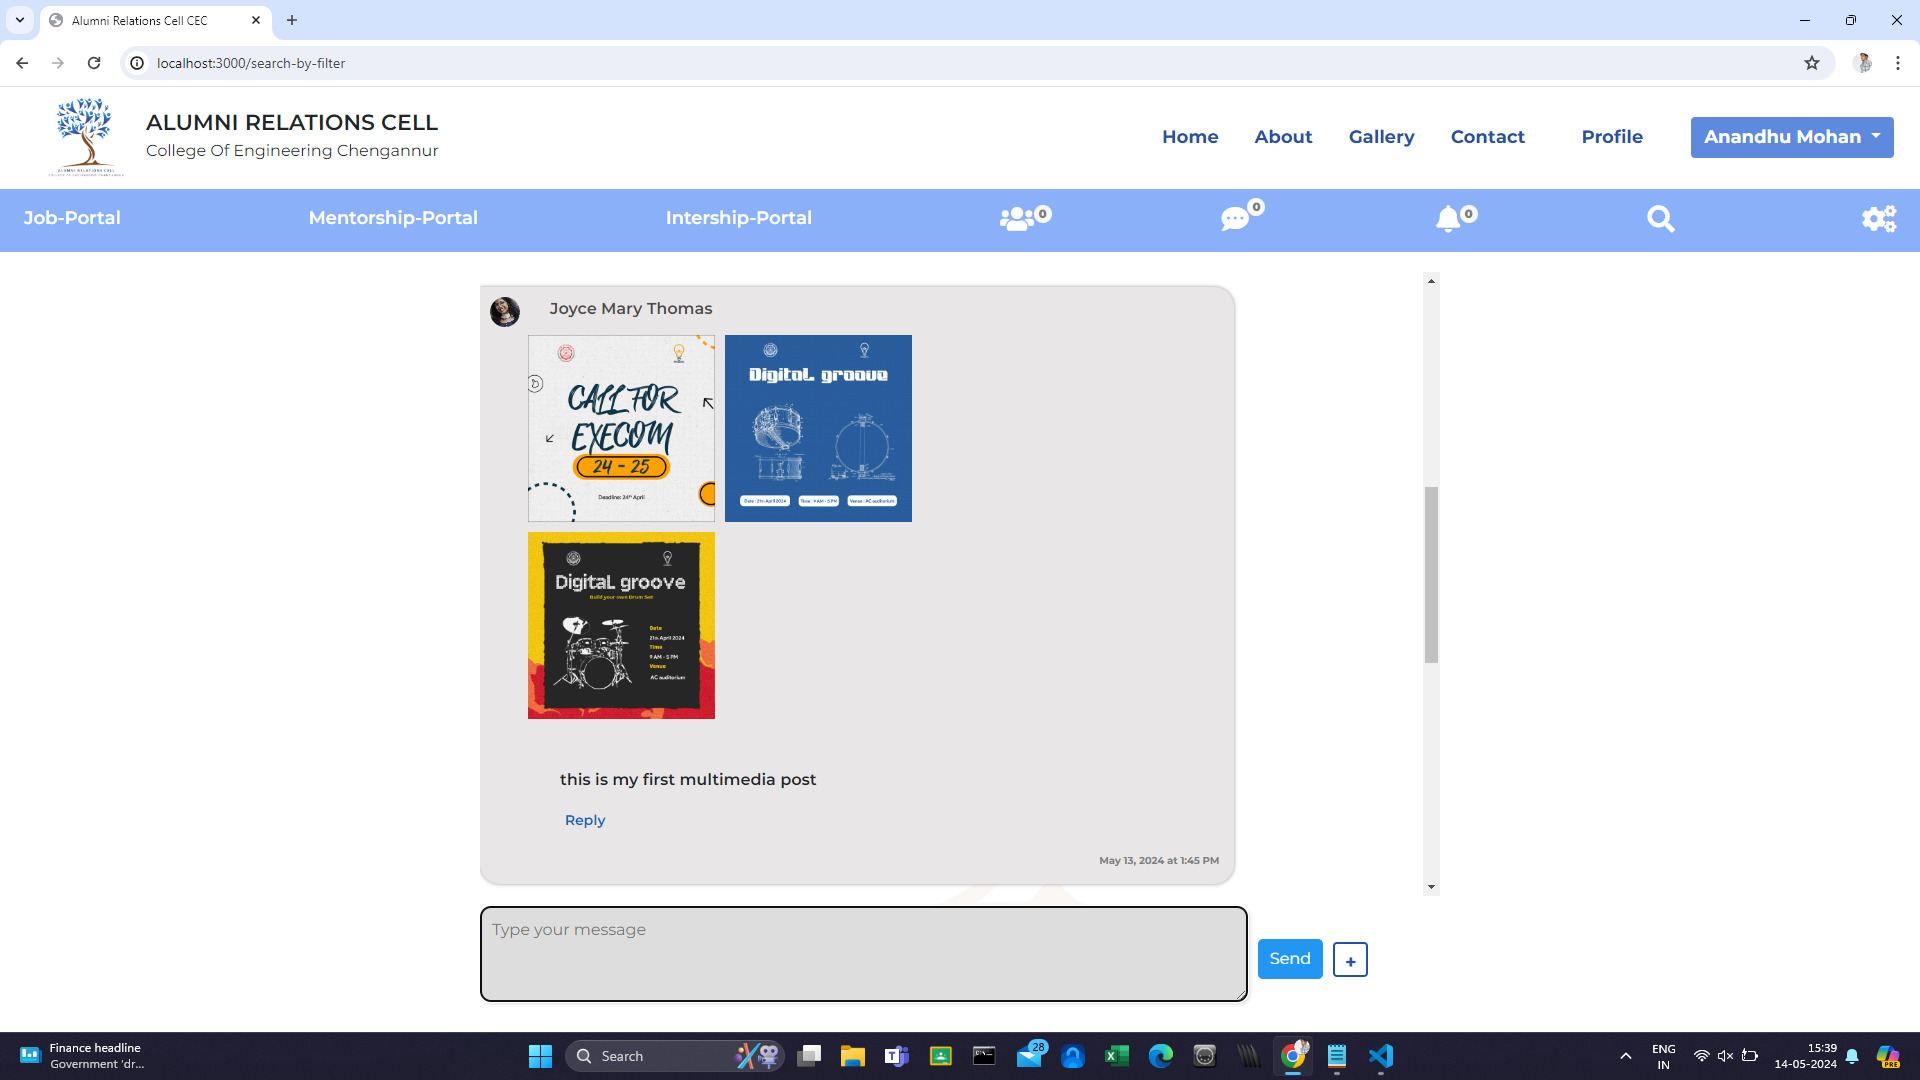 Alumni Relations Cell CEC
localhost:3000/search-by-filter
ALUMNI RELATIONS CELL
College Of Engineering Chengannur
ALUMNI RELATIONS CELL
Home
About
Gallery
Contact
Profile
Anandhu Mohan
Job-Portal
Mentorship-Portal
Intership-Portal
0
0
0
Joyce Mary Thomas
CALL FOR
EXECOM
24 - 25
Deadline: 24th April
DigitaL groove
Date : 21st April 2024
Time : 9 AM - 5 PM
Venue : AC auditorium
DigitaL groove
Build your own Drum Set
Date
21st April 2024
Time
9 AM - 5 PM
Venue
AC auditorium
this is my first multimedia post
Reply
May 13, 2024 at 1:45 PM
Type your message
Send
+
Finance headline
Government 'dr...
Search
28
ENG
IN
15:39
14-05-2024
PRE